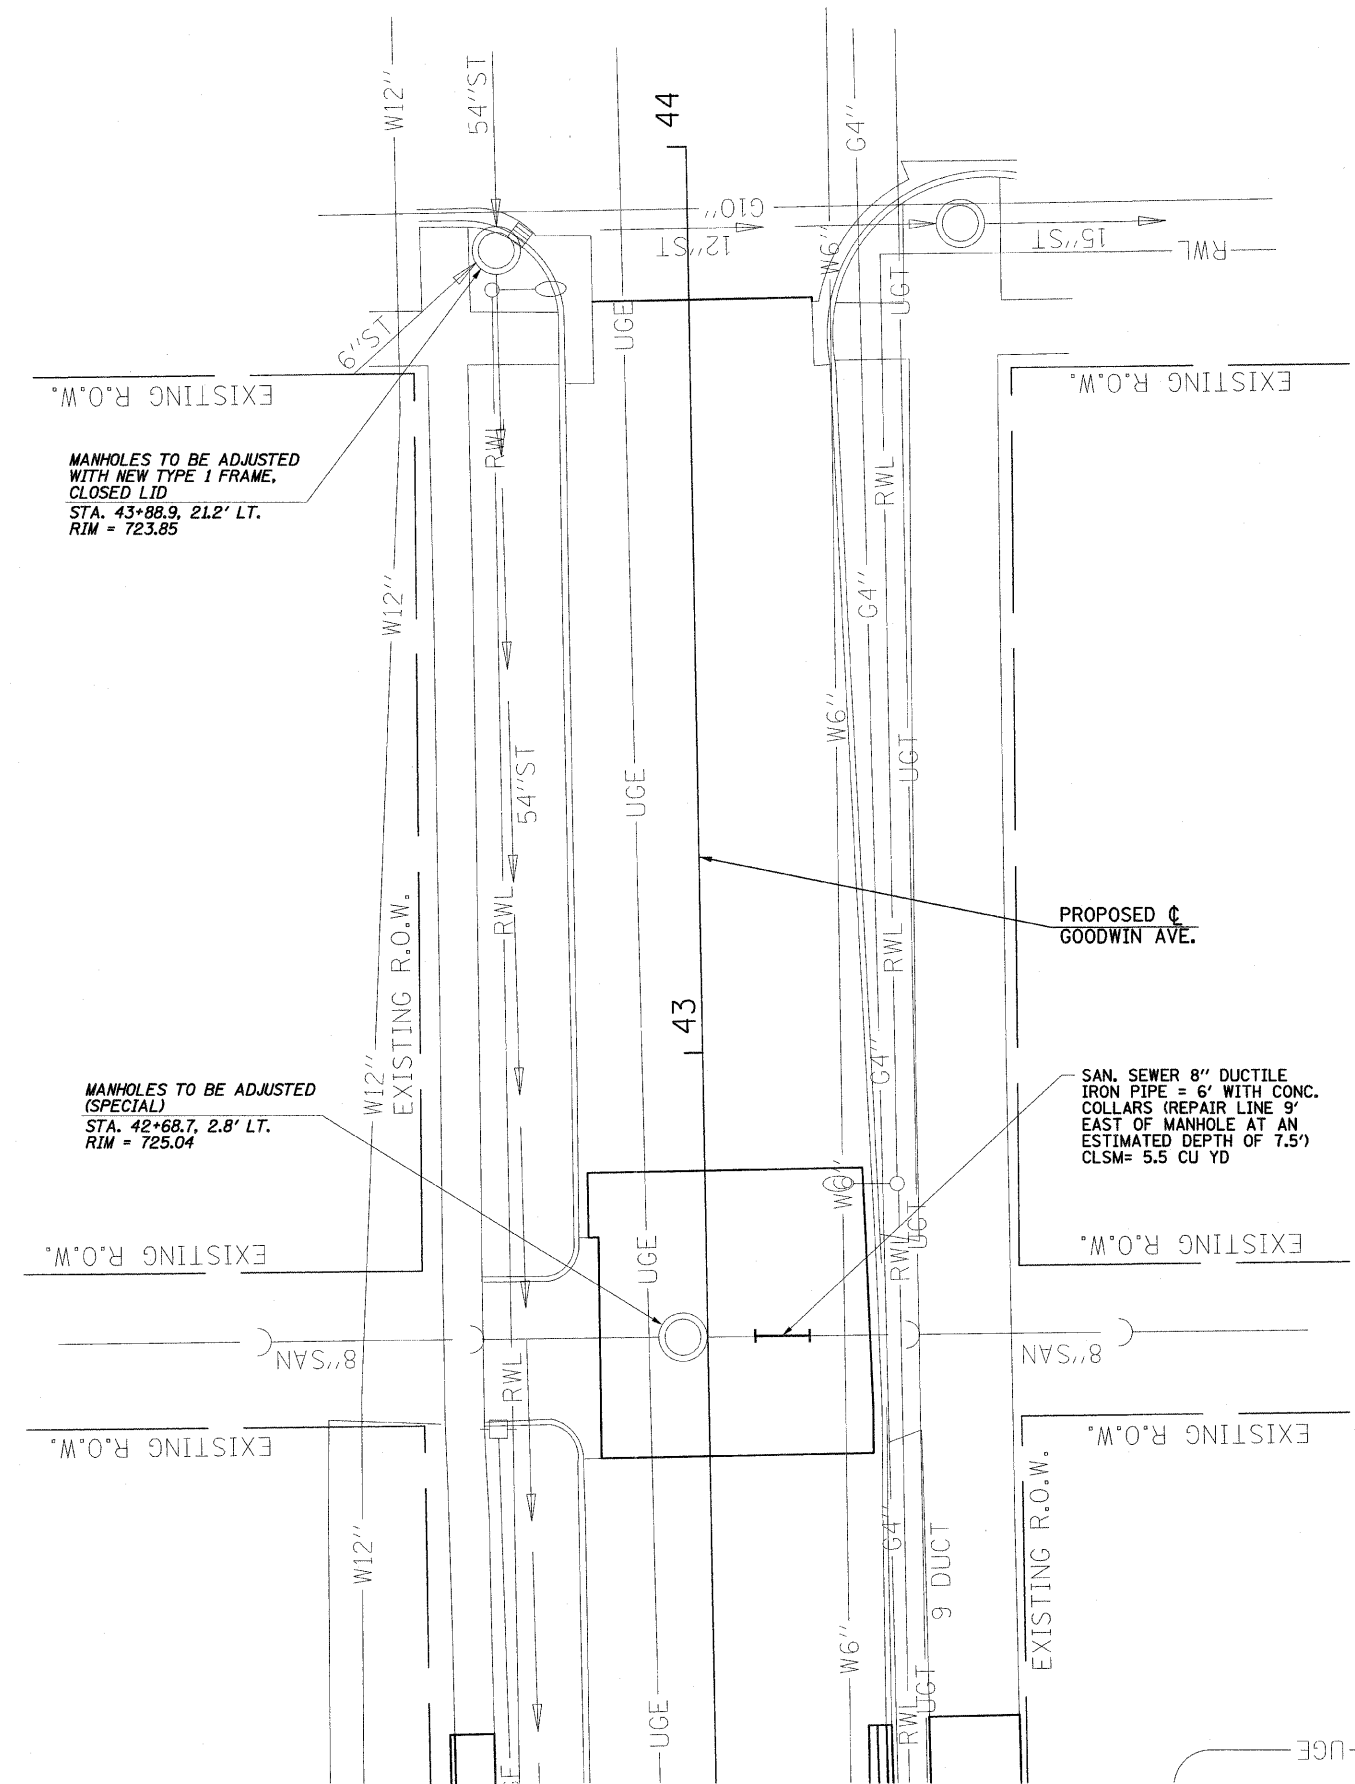 W12''
54''ST
44
G4''
G10''
12''ST
W6''
15''ST
RWL
UGT
6''ST
UGE
EXISTING R.O.W.
EXISTING R.O.W.
RWL
RWL
MANHOLES TO BE ADJUSTED
WITH NEW TYPE 1 FRAME,
CLOSED LID
STA. 43+88.9, 21.2' LT.
RIM = 723.85
W12''
G4''
W6''
54''ST
UGE
UGT
RWL
EXISTING R.O.W.
PROPOSED ℄
GOODWIN AVE.
RWL
43
W12''
G4''
MANHOLES TO BE ADJUSTED
(SPECIAL)
STA. 42+68.7, 2.8' LT.
RIM = 725.04
SAN. SEWER 8'' DUCTILE
IRON PIPE = 6' WITH CONC.
COLLARS (REPAIR LINE 9'
EAST OF MANHOLE AT AN
ESTIMATED DEPTH OF 7.5')
CLSM= 5.5 CU YD
W6''
UGT
EXISTING R.O.W.
UGE
RWL
EXISTING R.O.W.
8''SAN
RWL
8''SAN
EXISTING R.O.W.
EXISTING R.O.W.
W12''
G4''
9 DUCT
EXISTING R.O.W.
W6''
UGE
RWL
UGT
UGE